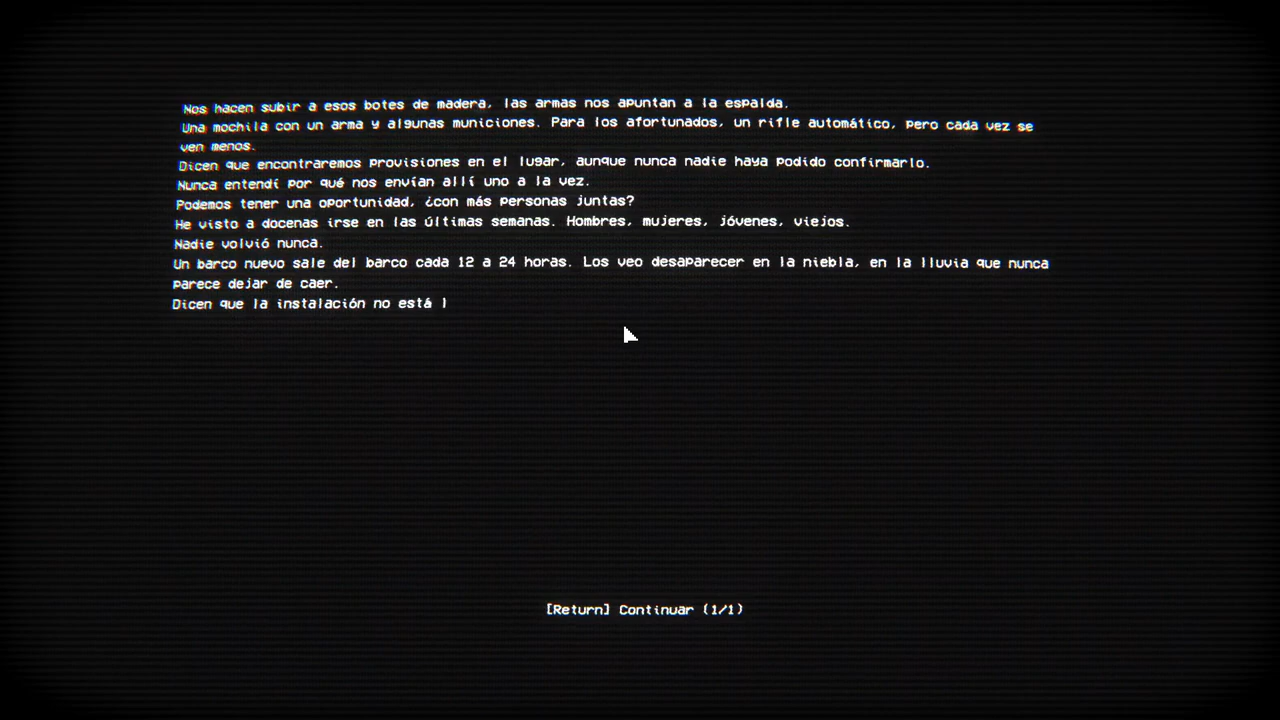 Nos hacen subir a esos botes de madera, las armas nos apuntan a la espalda.
Una mochila con un arma y algunas municiones. Para los afortunados, un rifle automático, pero cada vez se
ven menos.
Dicen que encontraremos provisiones en el lugar, aunque nunca nadie haya podido confirmarlo.
Nunca entendí por qué nos envían allí uno a la vez.
Podemos tener una oportunidad, ¿con más personas juntas?
He visto a docenas irse en las últimas semanas. Hombres, mujeres, jóvenes, viejos.
Nadie volvió nunca.
Un barco nuevo sale del barco cada 12 a 24 horas. Los veo desaparecer en la niebla, en la lluvia que nunca
parece dejar de caer.
Dicen que la instalación no está l
[Return] Continuar (1/1)